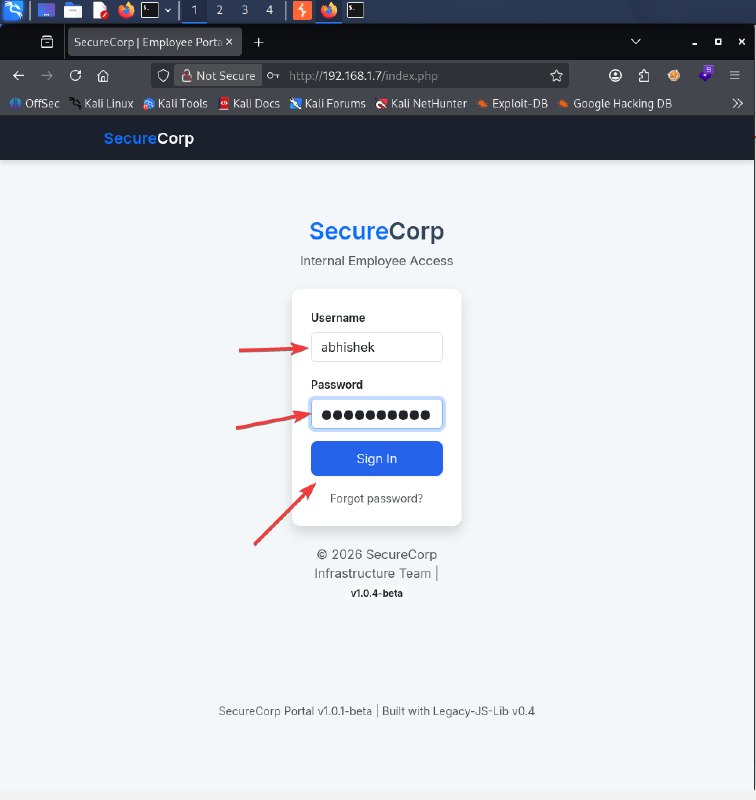 1 2 3 4
SecureCorp | Employee Porta
Not Secure http://192.168.1.7/index.php
9
OffSec Kali Linux Kali Tools Kali Docs Kali Forums Kali NetHunter Exploit-DB Google Hacking DB
SecureCorp
SecureCorp
Internal Employee Access
Username
abhishek
Password
Sign In
Forgot password?
© 2026 SecureCorp
Infrastructure Team |
v1.0.4-beta
SecureCorp Portal v1.0.1-beta | Built with Legacy-JS-Lib v0.4